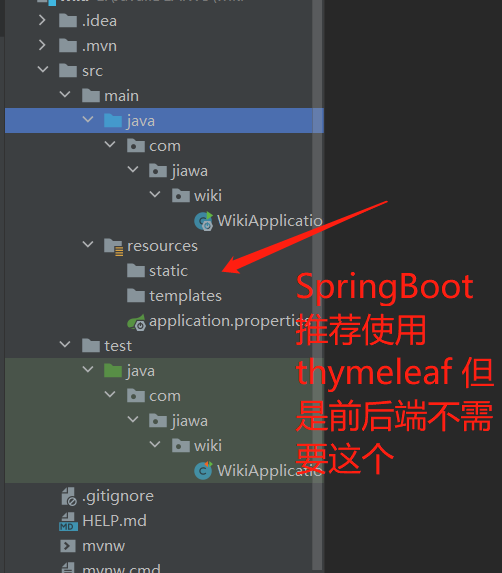 .idea
.mvn
src
main
java
com
jiawa
wiki
WikiApplicatio
resources
static
templates
application.properties
SpringBoot
推荐使用
thymeleaf 但
是前后端不需
要这个
test
java
com
jiawa
wiki
WikiApplicatio
.gitignore
HELP.md
mvnw
mvnw.cmd